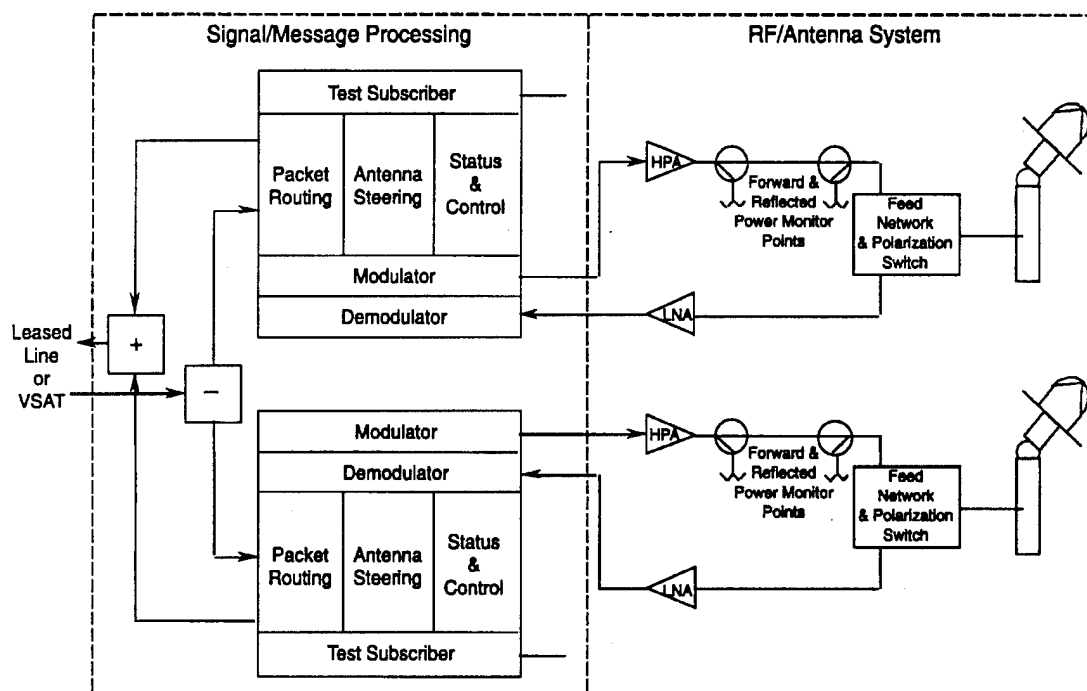 Signal/Message Processing
RF/Antenna System
Test Subscriber
Packet
Routing
Antenna
Steering
Status
&
Control
Modulator
Demodulator
HPA
Forward &
Reflected
Power Monitor
Points
Feed
Network
& Polarization
Switch
LNA
Leased
Line
or
VSAT
+
−
Modulator
Demodulator
Packet
Routing
Antenna
Steering
Status
&
Control
Test Subscriber
HPA
Forward &
Reflected
Power Monitor
Points
Feed
Network
& Polarization
Switch
LNA